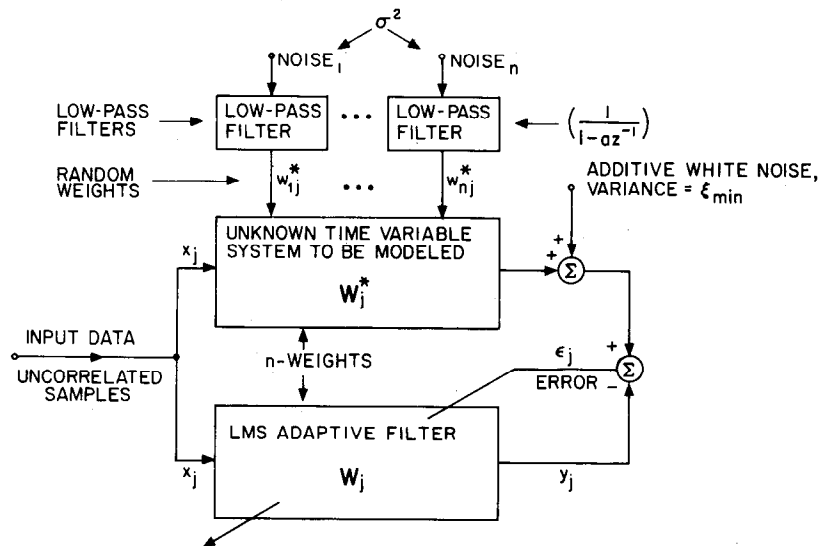 σ²
NOISE₁
NOISEₙ
LOW-PASS
FILTERS
LOW-PASS
FILTER
• • •
LOW-PASS
FILTER
(1/(1-az⁻¹))
RANDOM
WEIGHTS
w*₁ⱼ
• • •
w*ₙⱼ
ADDITIVE WHITE NOISE,
VARIANCE = ξmin
UNKNOWN TIME VARIABLE
SYSTEM TO BE MODELED
W*ⱼ
xⱼ
+
+
Σ
INPUT DATA
UNCORRELATED
SAMPLES
n-WEIGHTS
ϵⱼ
ERROR
+
Σ
−
LMS ADAPTIVE FILTER
Wⱼ
xⱼ
yⱼ